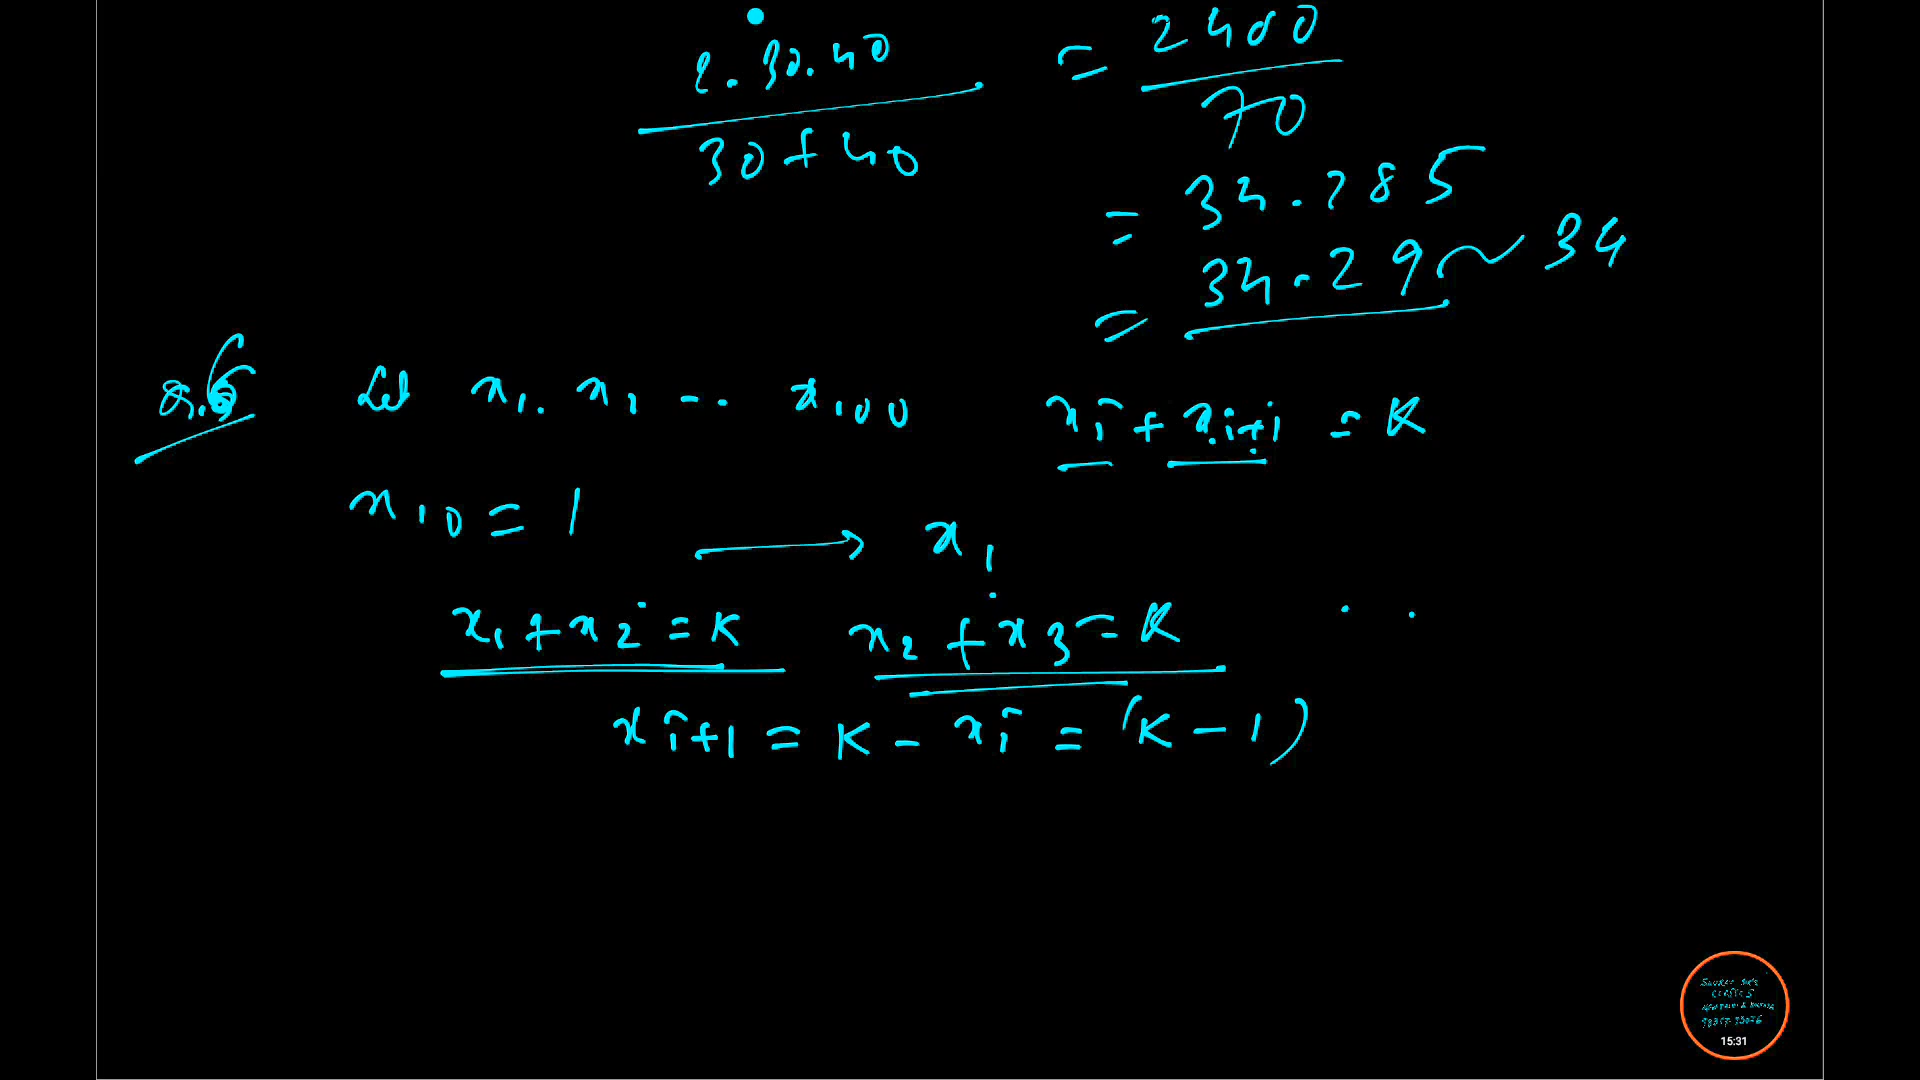 2.30.40 / 30+40 = 2400 / 70
= 34.285
= 34.29 ~ 34
Q.6 Let x₁. x₁ -- x₁₀₀ xᵢ + xᵢ₊₁ = K
x₁₀ = 1 → x₁
x₁ + x₂ = K x₂ + x₃ = K . .
xᵢ₊₁ = K - xᵢ = (K - 1)
15:31